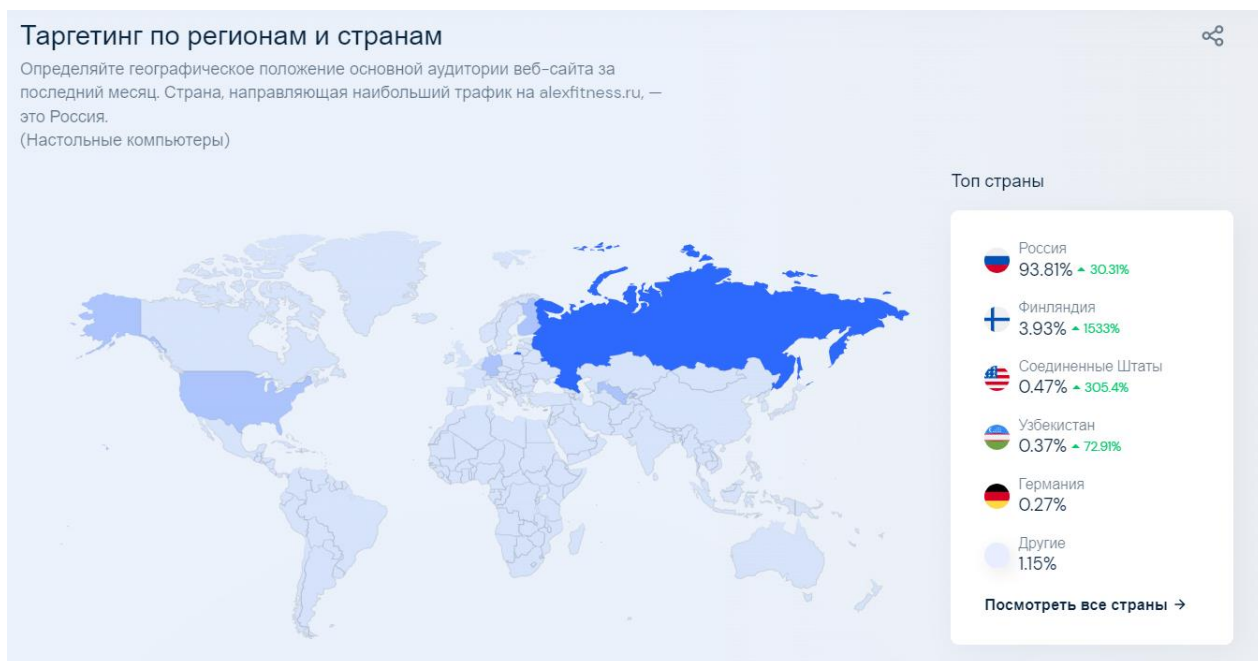 Таргетинг по регионам и странам
Определяйте географическое положение основной аудитории веб-сайта за
последний месяц. Страна, направляющая наибольший трафик на alexfitness.ru, —
это Россия.
(Настольные компьютеры)
Топ страны
Россия
93.81% 30.31%
Финляндия
3.93% 1533%
Соединенные Штаты
0.47% 305.4%
Узбекистан
0.37% 72.91%
Германия
0.27%
Другие
1.15%
Посмотреть все страны →